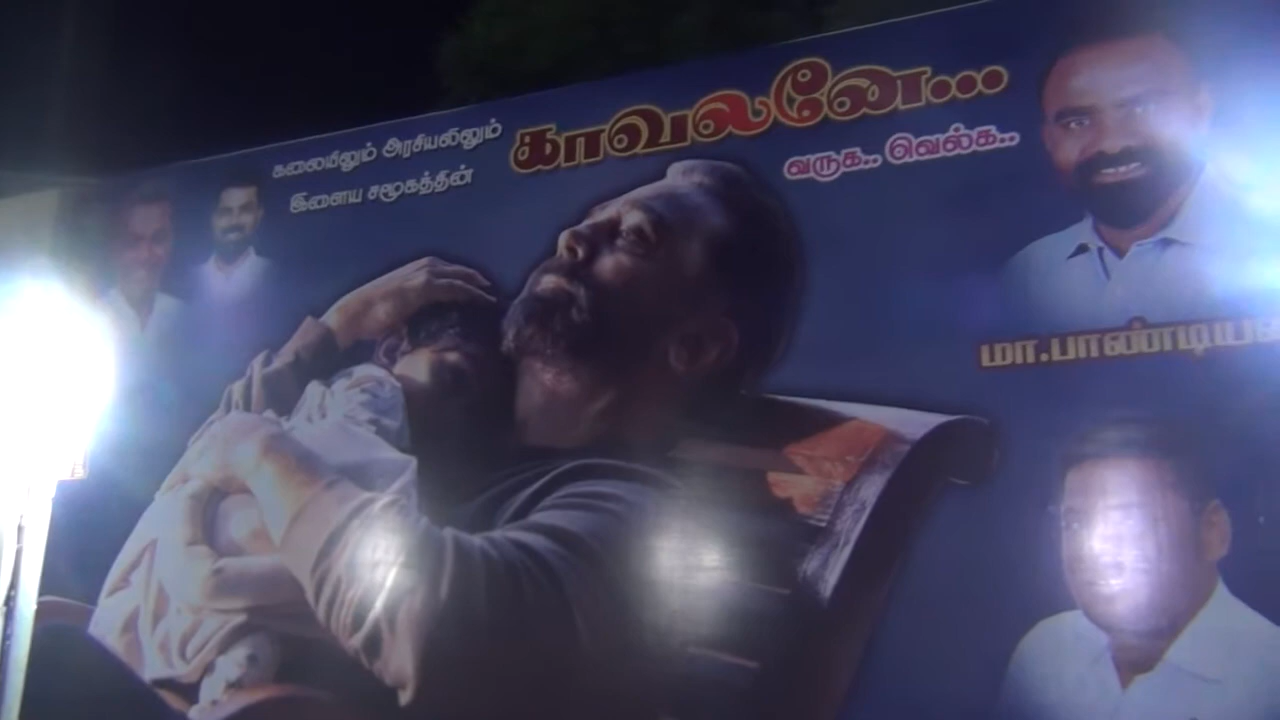 கலையிலும் அரசியலிலும்
இளைய சமூகத்தின்
காவலனே...
வருக.. வெல்க..
மா.பாண்டிய